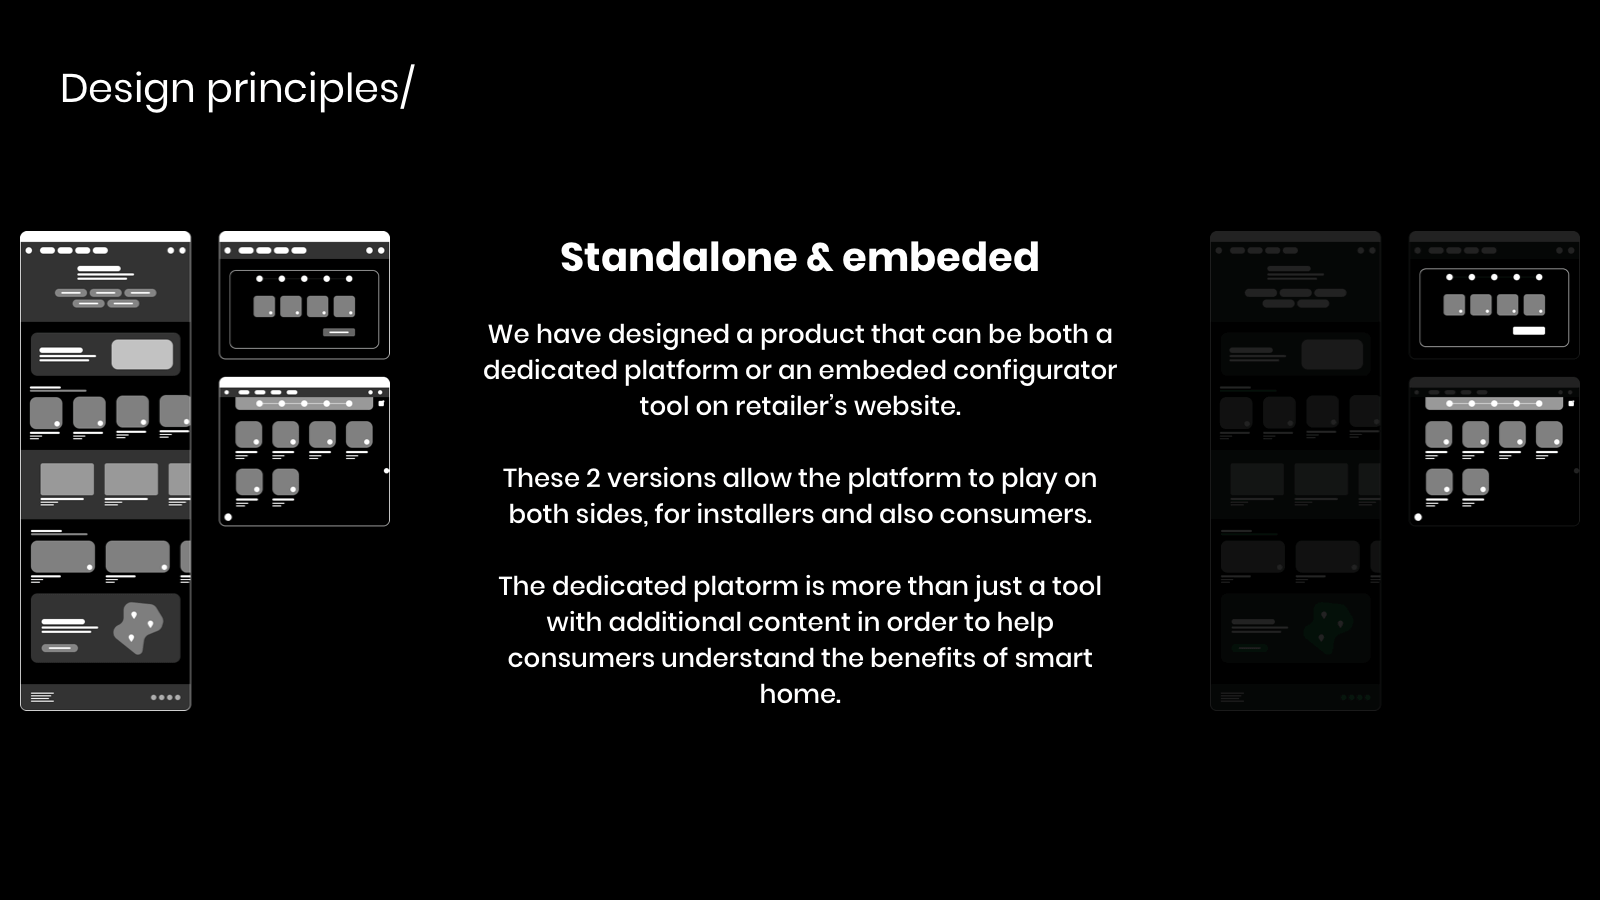 Design principles/
Standalone & embeded
We have designed a product that can be both a
dedicated platform or an embeded configurator
tool on retailer’s website.
These 2 versions allow the platform to play on
both sides, for installers and also consumers.
The dedicated platorm is more than just a tool
with additional content in order to help
consumers understand the benefits of smart
home.